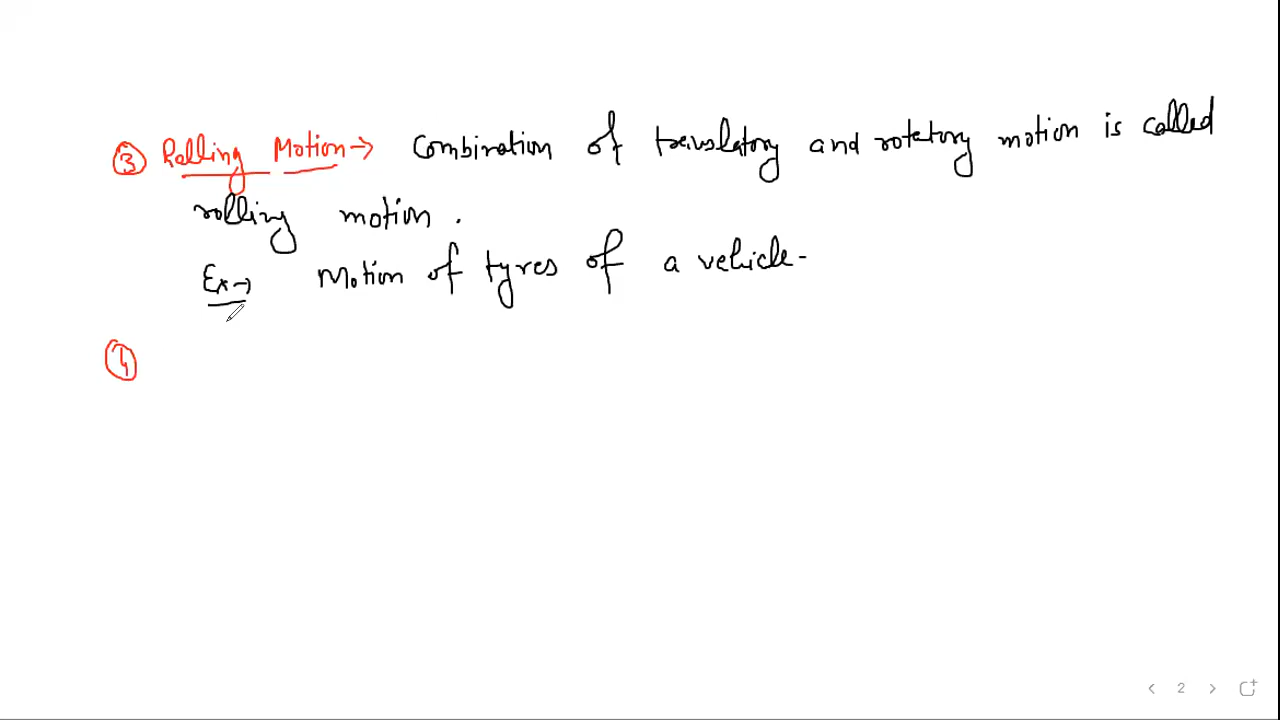 ③ Rolling Motion → Combination of translatory and rotatory motion is called
rolling motion.
Ex → Motion of tyres of a vehicle-
④
< 2 >